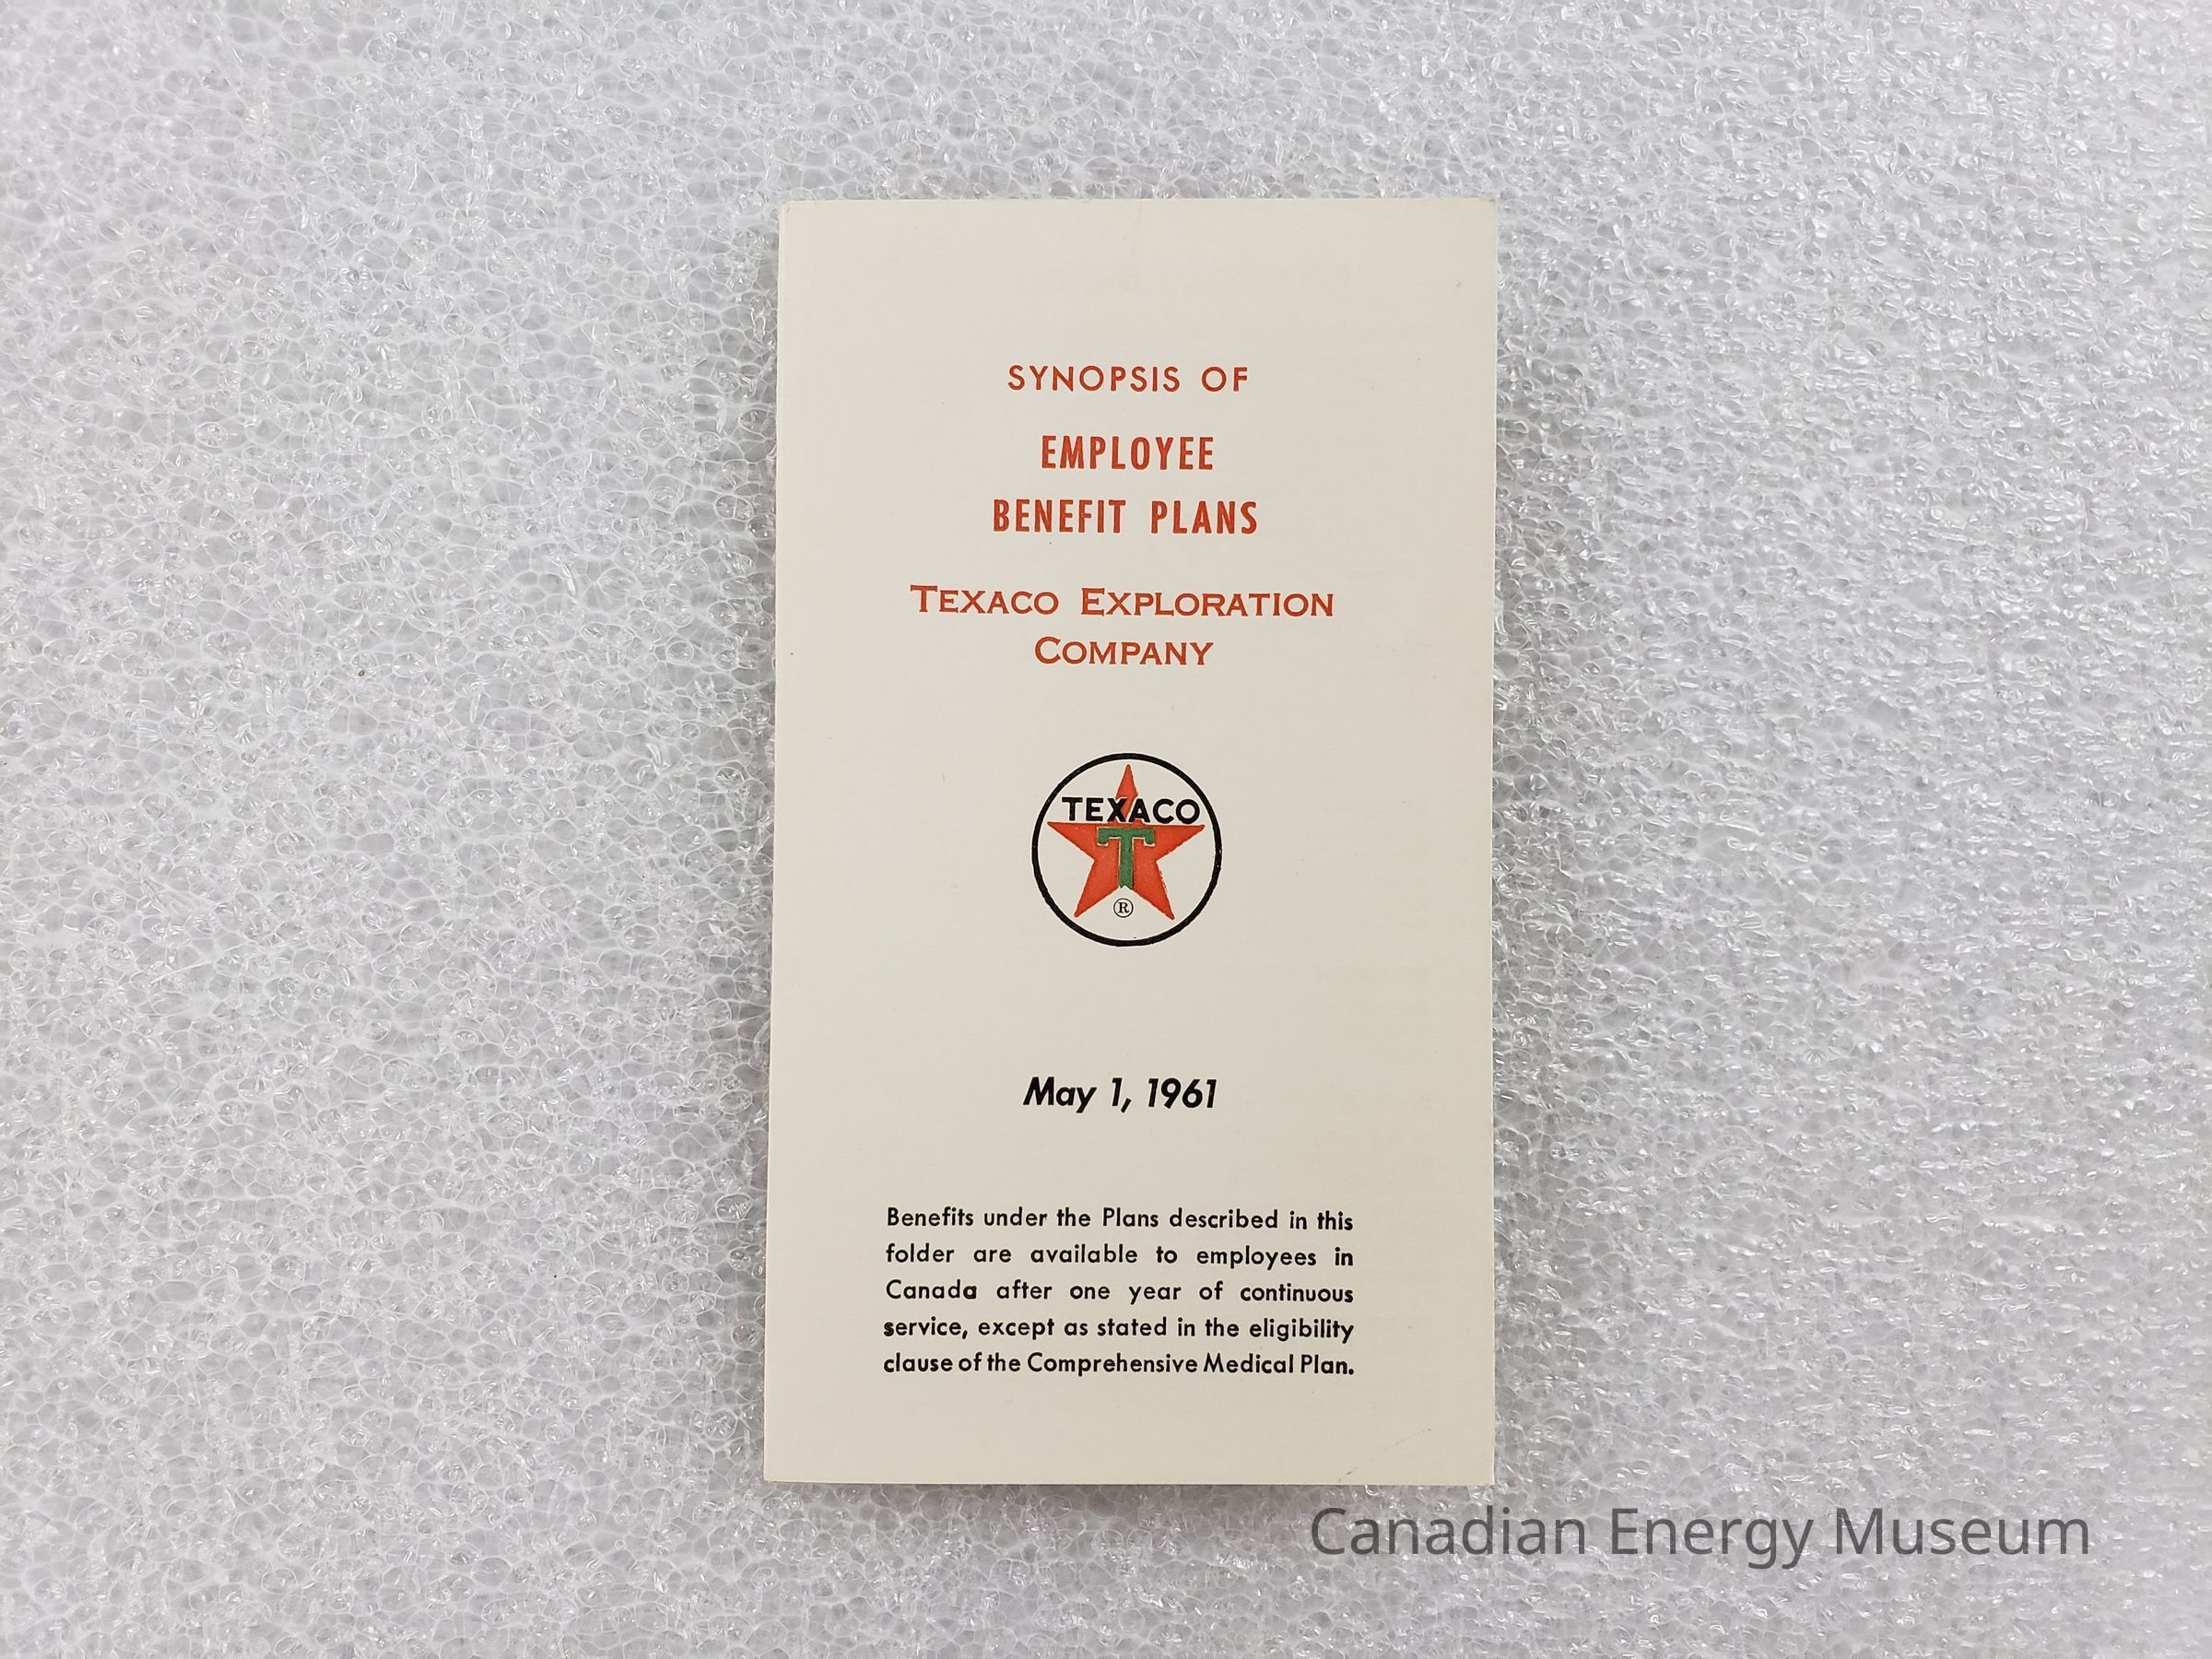 SYNOPSIS OF
EMPLOYEE
BENEFIT PLANS
TEXACO EXPLORATION
COMPANY
TEXACO
T
®
May 1, 1961
Benefits under the Plans described in this
folder are available to employees in
Canada after one year of continuous
service, except as stated in the eligibility
clause of the Comprehensive Medical Plan.
Canadian Energy Museum